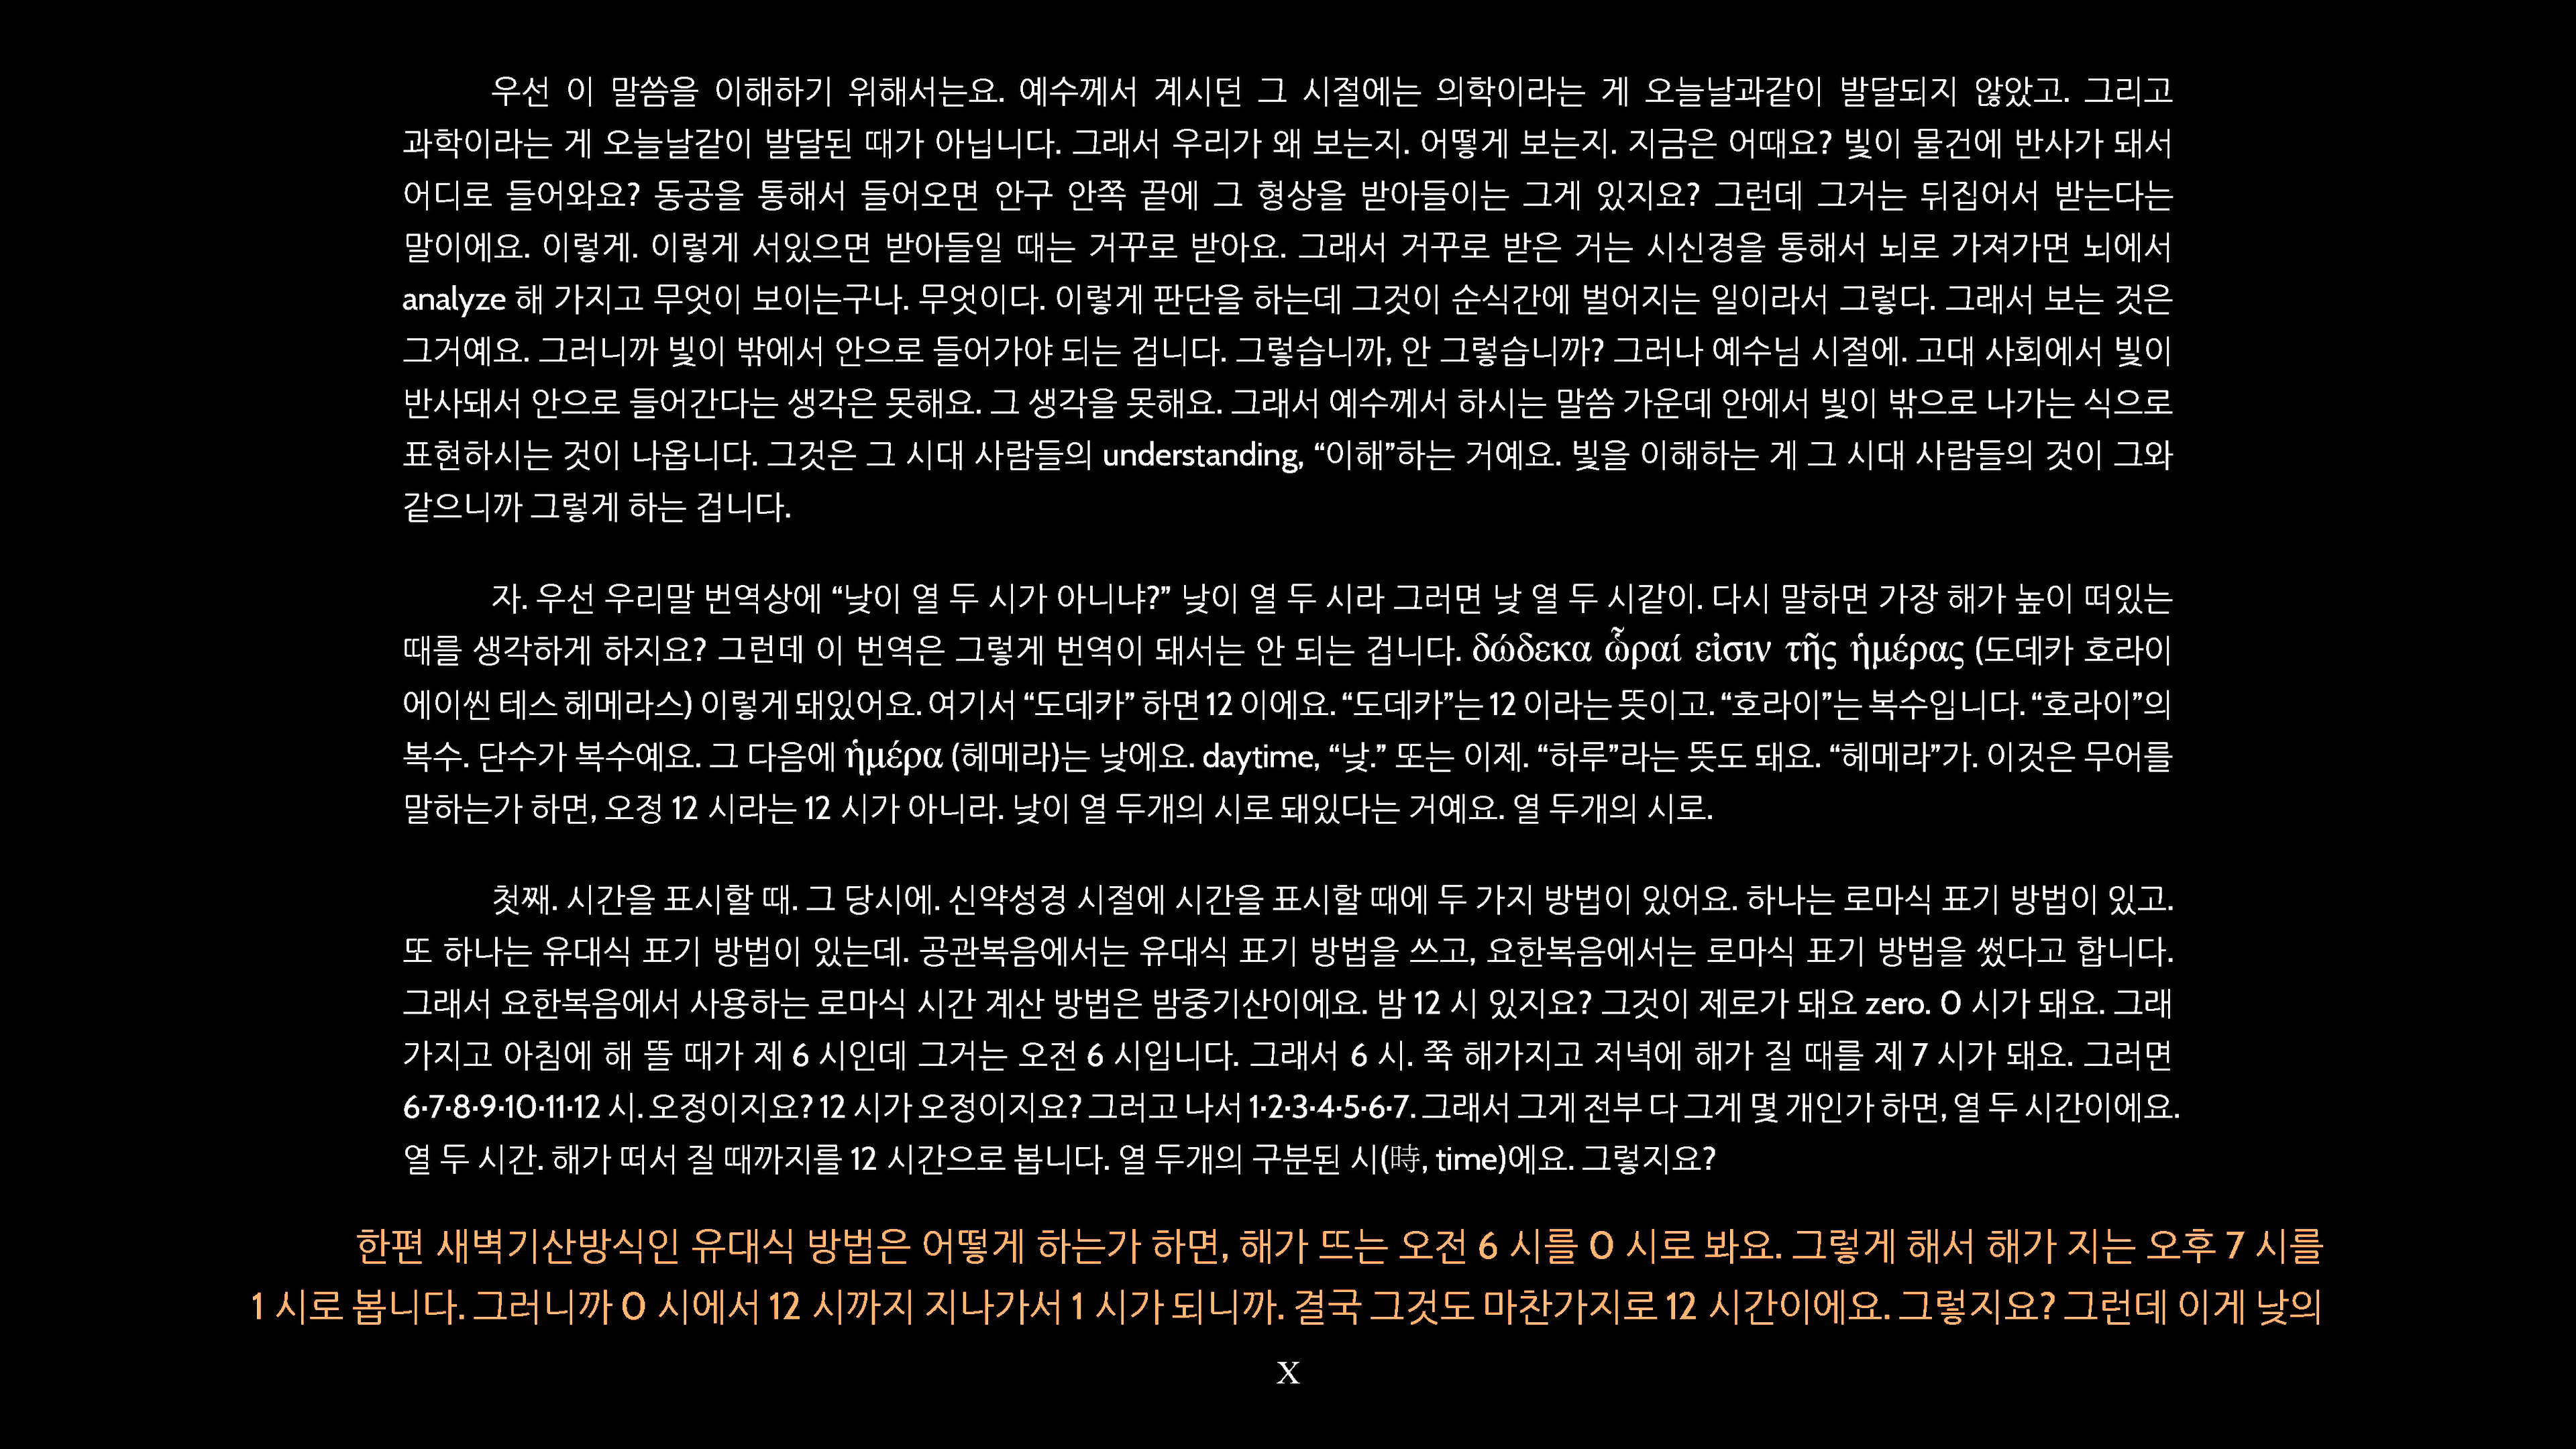 우선 이 말씀을 이해하기 위해서는요. 예수께서 계시던 그 시절에는 의학이라는 게 오늘날과같이 발달되지 않았고. 그리고
과학이라는 게 오늘날같이 발달된 때가 아닙니다. 그래서 우리가 왜 보는지. 어떻게 보는지. 지금은 어때요? 빛이 물건에 반사가 돼서
어디로 들어와요? 동공을 통해서 들어오면 안구 안쪽 끝에 그 형상을 받아들이는 그게 있지요? 그런데 그거는 뒤집어서 받는다는
말이에요. 이렇게. 이렇게 서있으면 받아들일 때는 거꾸로 받아요. 그래서 거꾸로 받은 거는 시신경을 통해서 뇌로 가져가면 뇌에서
analyze 해 가지고 무엇이 보이는구나. 무엇이다. 이렇게 판단을 하는데 그것이 순식간에 벌어지는 일이라서 그렇다. 그래서 보는 것은
그거예요. 그러니까 빛이 밖에서 안으로 들어가야 되는 겁니다. 그렇습니까, 안 그렇습니까? 그러나 예수님 시절에. 고대 사회에서 빛이
반사돼서 안으로 들어간다는 생각은 못해요. 그 생각을 못해요. 그래서 예수께서 하시는 말씀 가운데 안에서 빛이 밖으로 나가는 식으로
표현하시는 것이 나옵니다. 그것은 그 시대 사람들의 understanding, “이해”하는 거예요. 빛을 이해하는 게 그 시대 사람들의 것이 그와
같으니까 그렇게 하는 겁니다.
자. 우선 우리말 번역상에 “낮이 열 두 시가 아니냐?” 낮이 열 두 시라 그러면 낮 열 두 시같이. 다시 말하면 가장 해가 높이 떠있는
때를 생각하게 하지요? 그런데 이 번역은 그렇게 번역이 돼서는 안 되는 겁니다. δώδεκα ὧραί εἰσιν τῆς ἡμέρας (도데카 호라이
에이씬 테스 헤메라스) 이렇게 돼있어요. 여기서 “도데카” 하면 12 이에요. “도데카”는 12 이라는 뜻이고. “호라이”는 복수입니다. “호라이”의
복수. 단수가 복수예요. 그 다음에 ἡμέρα (헤메라)는 낮에요. daytime, “낮.” 또는 이제. “하루”라는 뜻도 돼요. “헤메라”가. 이것은 무어를
말하는가 하면, 오정 12 시라는 12 시가 아니라. 낮이 열 두개의 시로 돼있다는 거예요. 열 두개의 시로.
첫째. 시간을 표시할 때. 그 당시에. 신약성경 시절에 시간을 표시할 때에 두 가지 방법이 있어요. 하나는 로마식 표기 방법이 있고.
또 하나는 유대식 표기 방법이 있는데. 공관복음에서는 유대식 표기 방법을 쓰고, 요한복음에서는 로마식 표기 방법을 썼다고 합니다.
그래서 요한복음에서 사용하는 로마식 시간 계산 방법은 밤중기산이에요. 밤 12 시 있지요? 그것이 제로가 돼요 zero. 0 시가 돼요. 그래
가지고 아침에 해 뜰 때가 제 6 시인데 그거는 오전 6 시입니다. 그래서 6 시. 쭉 해가지고 저녁에 해가 질 때를 제 7 시가 돼요. 그러면
6·7·8·9·10·11·12 시. 오정이지요? 12 시가 오정이지요? 그러고 나서 1·2·3·4·5·6·7. 그래서 그게 전부 다 그게 몇 개인가 하면, 열 두 시간이에요.
열 두 시간. 해가 떠서 질 때까지를 12 시간으로 봅니다. 열 두개의 구분된 시(時, time)에요. 그렇지요?
한편 새벽기산방식인 유대식 방법은 어떻게 하는가 하면, 해가 뜨는 오전 6 시를 0 시로 봐요. 그렇게 해서 해가 지는 오후 7 시를
1 시로 봅니다. 그러니까 0 시에서 12 시까지 지나가서 1 시가 되니까. 결국 그것도 마찬가지로 12 시간이에요. 그렇지요? 그런데 이게 낮의
X